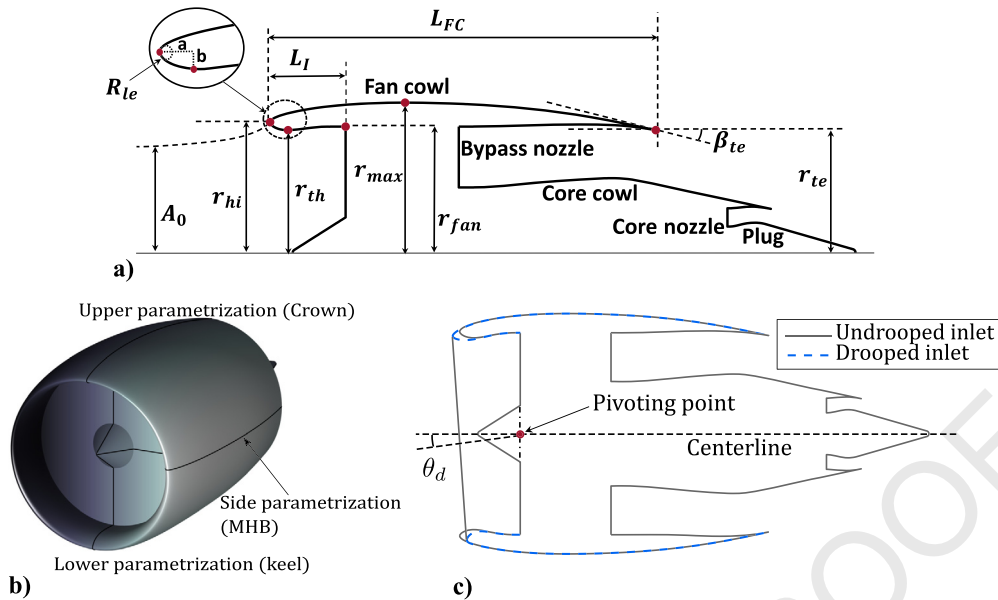 L_FC
L_I
a
b
R_le
Fan cowl
β_te
Bypass nozzle
r_max
r_te
r_hi
r_th
Core cowl
A_0
r_fan
Core nozzle
Plug
a)
Upper parametrization (Crown)
Undrooped inlet
Drooped inlet
Pivoting point
Centerline
θ_d
Side parametrization
(MHB)
Lower parametrization (keel)
b)
c)
PROOF